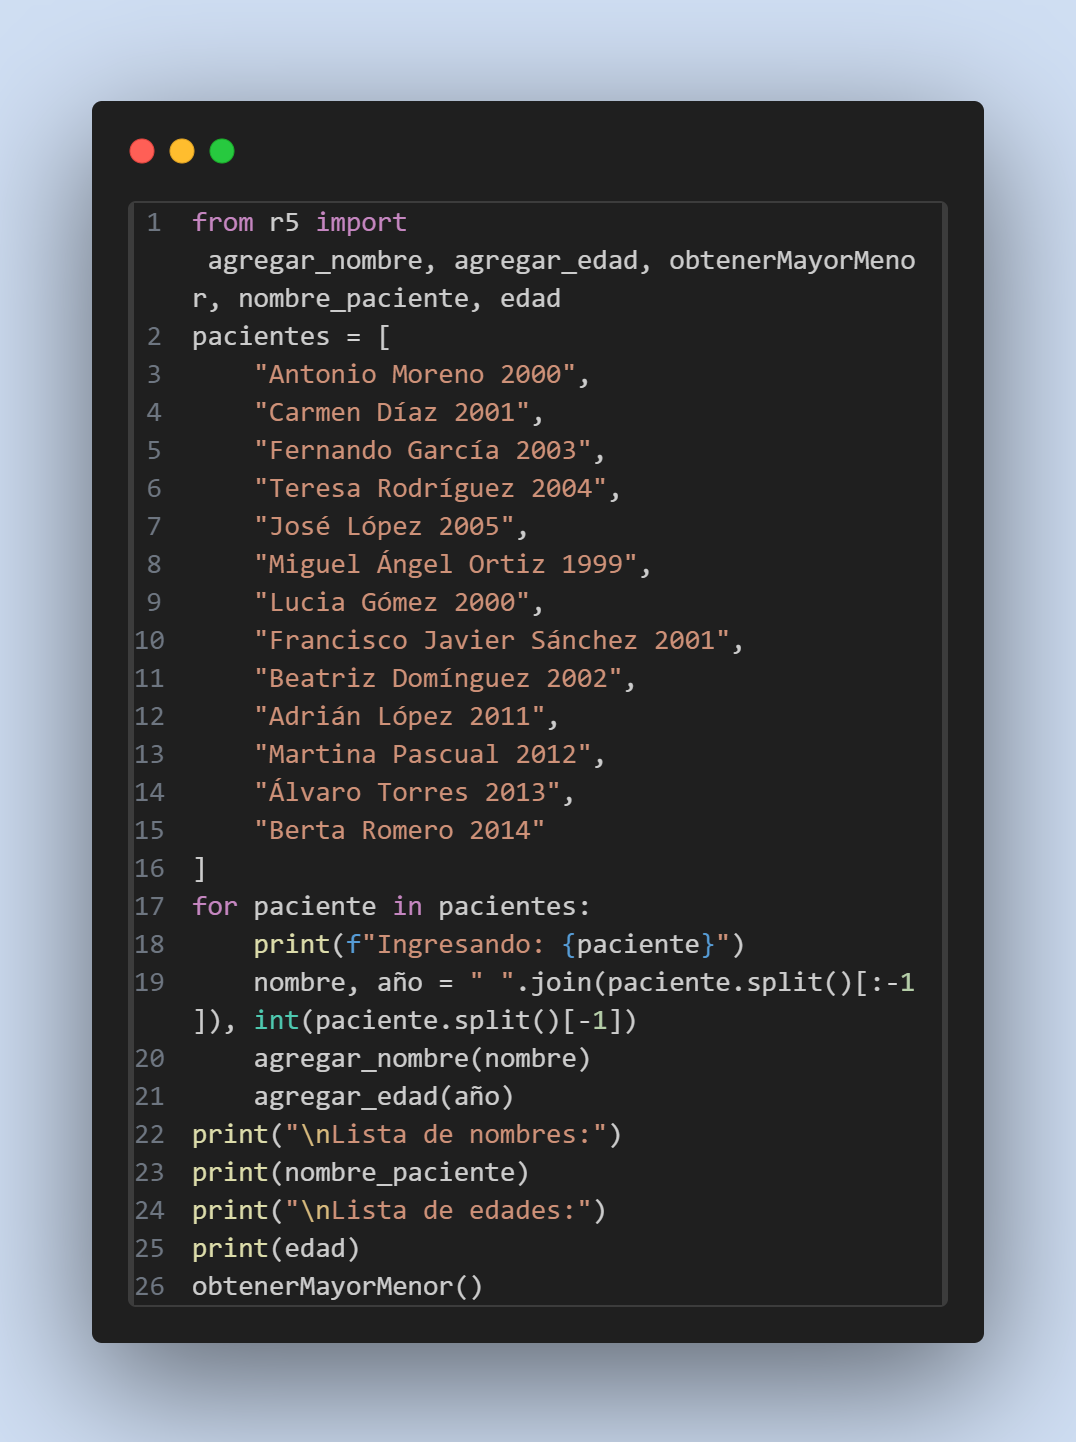 1 from r5 import
agregar_nombre, agregar_edad, obtenerMayorMeno
r, nombre_paciente, edad
2 pacientes = [
3     "Antonio Moreno 2000",
4     "Carmen Díaz 2001",
5     "Fernando García 2003",
6     "Teresa Rodríguez 2004",
7     "José López 2005",
8     "Miguel Ángel Ortiz 1999",
9     "Lucia Gómez 2000",
10     "Francisco Javier Sánchez 2001",
11     "Beatriz Domínguez 2002",
12     "Adrián López 2011",
13     "Martina Pascual 2012",
14     "Álvaro Torres 2013",
15     "Berta Romero 2014"
16 ]
17 for paciente in pacientes:
18     print(f"Ingresando: {paciente}")
19     nombre, año = " ".join(paciente.split()[:-1
]), int(paciente.split()[-1])
20     agregar_nombre(nombre)
21     agregar_edad(año)
22 print("\nLista de nombres:")
23 print(nombre_paciente)
24 print("\nLista de edades:")
25 print(edad)
26 obtenerMayorMenor()